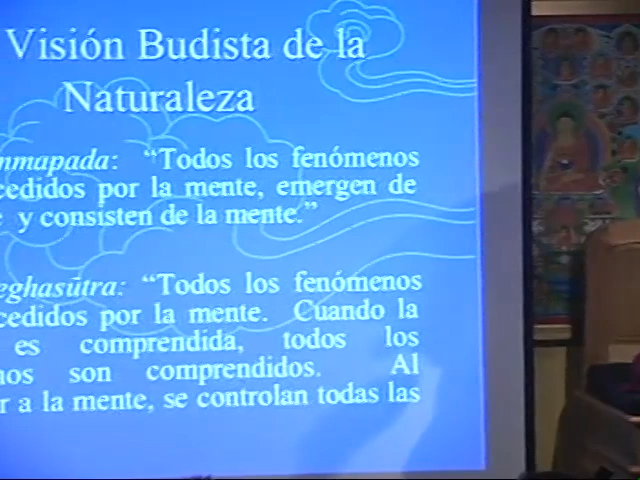 Visión Budista de la
Naturaleza
nmapada: “Todos los fenómenos
cedidos por la mente, emergen de
y consisten de la mente.”
eghasūtra: “Todos los fenómenos
cedidos por la mente. Cuando la
es comprendida, todos los
nos son comprendidos. Al
r a la mente, se controlan todas las